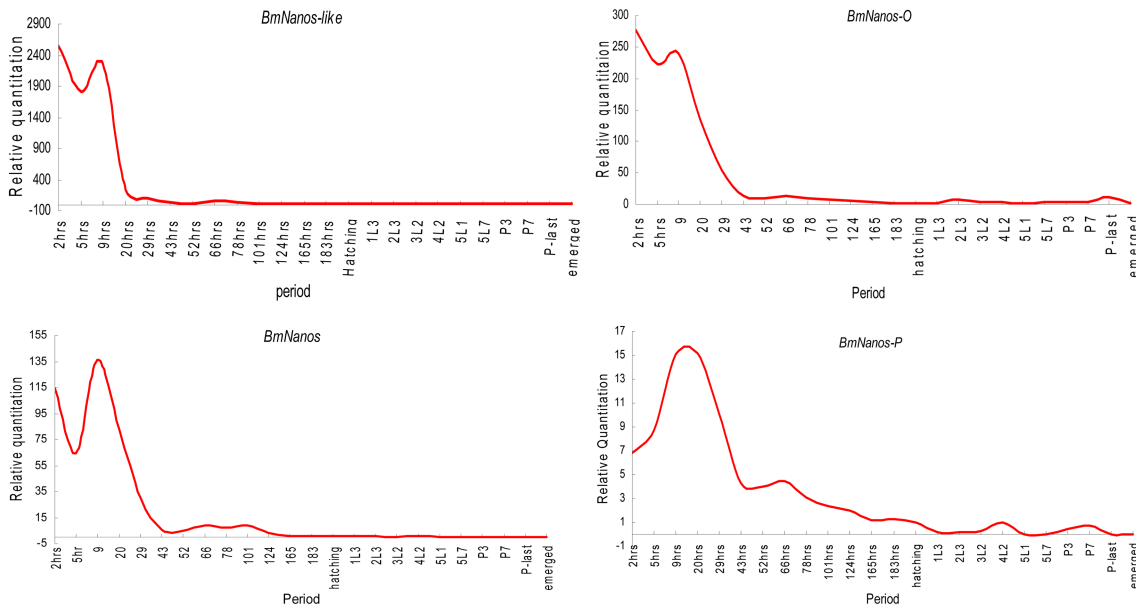 BmNanos-like
Relative quantitation
2900
2400
1900
1400
900
400
-100
2hrs 5hrs 9hrs 20hrs 29hrs 43hrs 52hrs 66hrs 78hrs 101hrs 124hrs 165hrs 183hrs Hatching 1L3 2L3 3L2 4L2 5L1 5L7 P3 P7 P-last emerged
period
BmNanos-O
Relative quantitaion
300
250
200
150
100
50
0
2hrs 5hrs 9 20 29 43 52 66 78 101 124 165 183 hatching 1L3 2L3 3L2 4L2 5L1 5L7 P3 P7 P-last emerged
Period
BmNanos
Relative quantitation
155
135
115
95
75
55
35
15
-5
2hrs 5hr 9 20 29 43 52 66 78 101 124 165 183 hatching 1L3 2L3 3L2 4L2 5L1 5L7 P3 P7 P-last emerged
Period
BmNanos-P
Relative Quantitation
17
15
13
11
9
7
5
3
1
-1
2hrs 5hrs 9hrs 20hrs 29hrs 43hrs 52hrs 66hrs 78hrs 101hrs 124hrs 165hrs 183hrs hatching 1L3 2L3 3L2 4L2 5L1 5L7 P3 P7 P-last emerged
Period